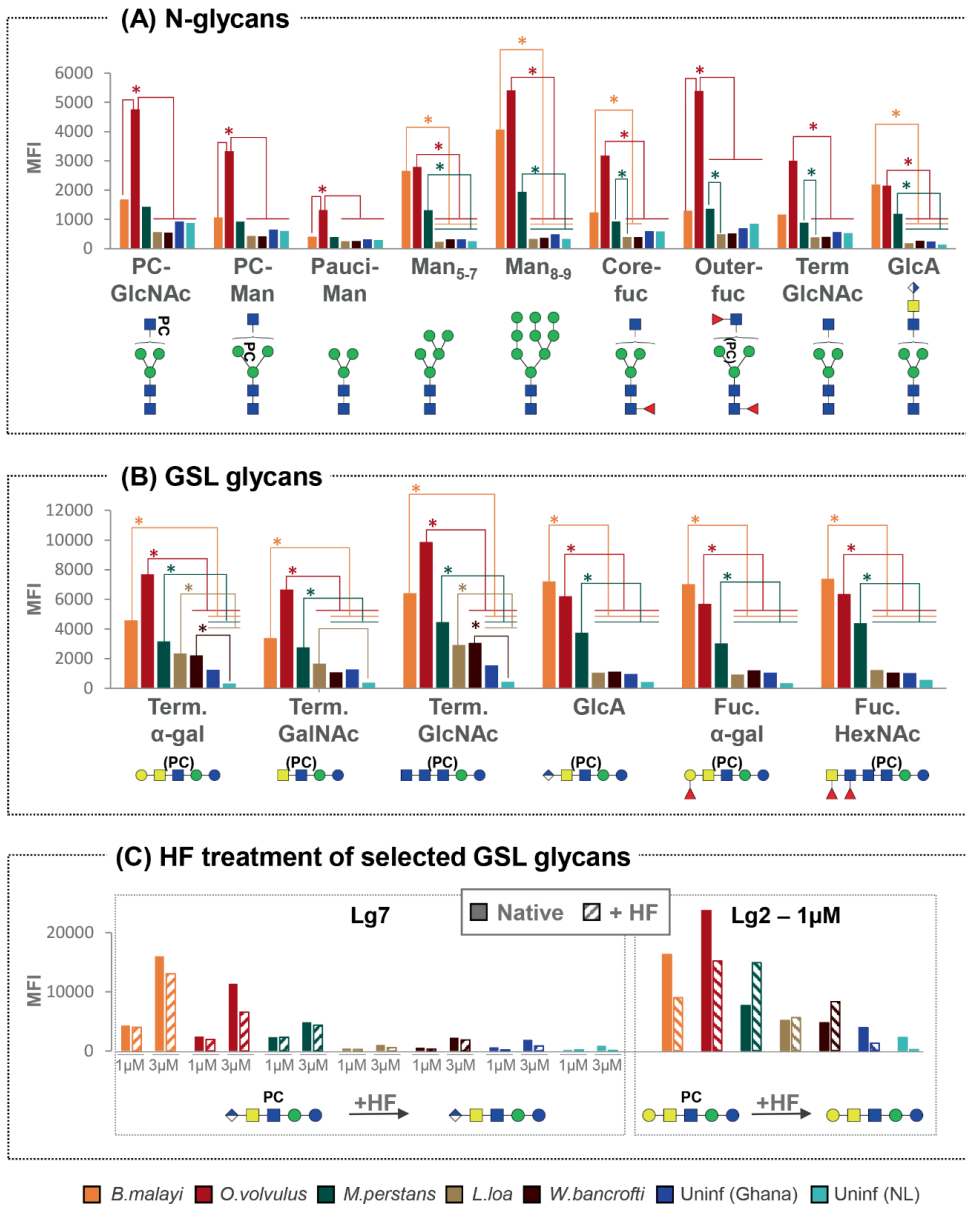 (A) N-glycans
MFI
6000
5000
4000
3000
2000
1000
0
* * * * * * * * * * * * * * * * * *
PC-GlcNAc
PC-Man
Pauci-Man
Man5-7
Man8-9
Core-fuc
Outer-fuc
Term GlcNAc
GlcA
PC
PC
(PC)
(B) GSL glycans
MFI
12000
10000
8000
6000
4000
2000
0
* * * * * * * * * * * * * * * * * * * * *
Term. α-gal
Term. GalNAc
Term. GlcNAc
GlcA
Fuc. α-gal
Fuc. HexNAc
(PC) (PC) (PC) (PC) (PC) (PC)
(C) HF treatment of selected GSL glycans
Lg7
Native + HF
Lg2 – 1µM
MFI
20000
10000
0
1µM 3µM 1µM 3µM 1µM 3µM 1µM 3µM 1µM 3µM 1µM 3µM 1µM 3µM
PC +HF
PC +HF
B.malayi O.volvulus M.perstans L.loa W.bancrofti Uninf (Ghana) Uninf (NL)